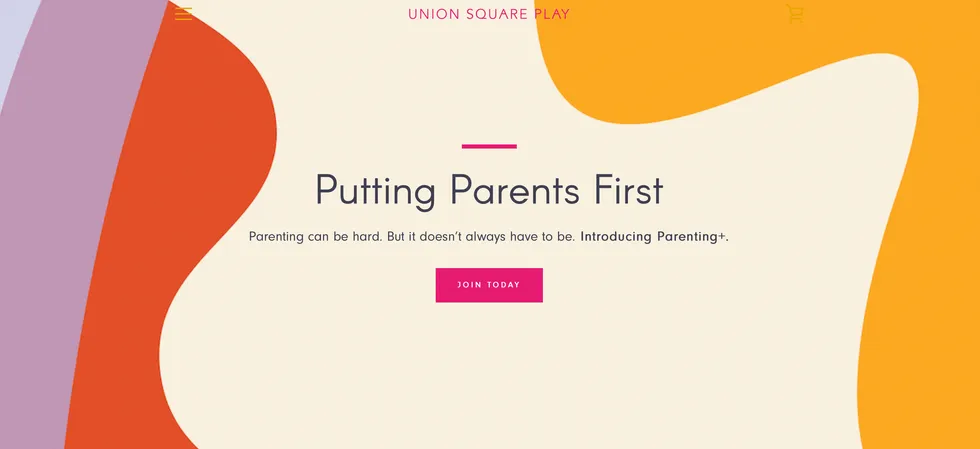 UNION SQUARE PLAY
Putting Parents First
Parenting can be hard. But it doesn't always have to be. Introducing Parenting+.
JOIN TODAY